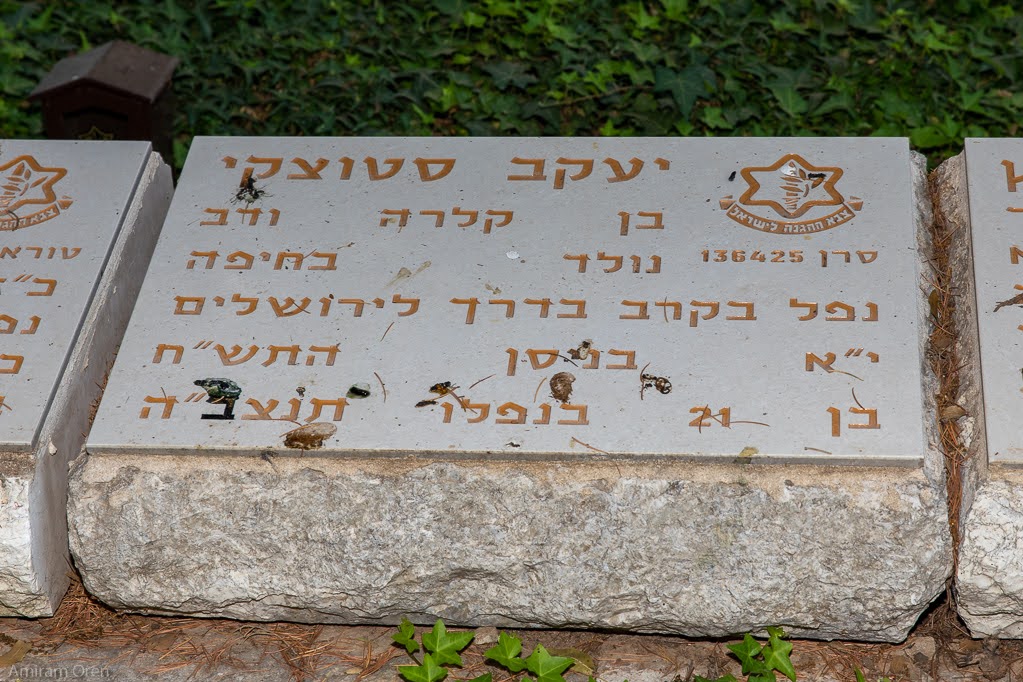 יעקב סטוצקי
צבא ההגנה לישראל
בן קלרה ודב
סרן 136425 נולד בחיפה
נפל בקרב בדרך לירושלים
י״א בניסן התש״ח
בן 21 בנפלו תנצב״ה
טורא
Amiram Oren